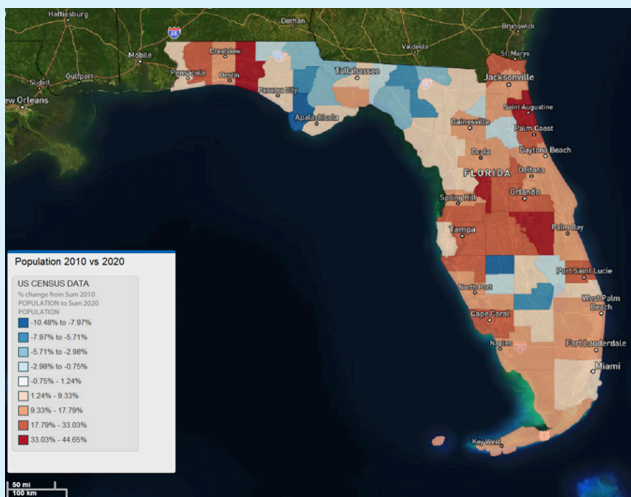 Hattiesburg
Dothan
Brunswick
Mobile
Crestview
Valdosta
St. Marys
Slidell
Gulfport
Pensacola
Destin
Tallahassee
Jacksonville
New Orleans
Panama City
Saint Augustine
Apalachicola
Gainesville
Palm Coast
Ocala
Daytona Beach
FLORIDA
Deltona
Orlando
Spring Hill
Tampa
Palm Bay
Population 2010 vs 2020
US CENSUS DATA
% change from Sum 2010
POPULATION to Sum 2020
POPULATION
-10.48% to -7.97%
-7.97% to -5.71%
-5.71% to -2.98%
-2.98% to -0.75%
-0.75% - 1.24%
1.24% - 9.33%
9.33% - 17.79%
17.79% - 33.03%
33.03% - 44.65%
Port Saint Lucie
North Port
West Palm
Beach
Cape Coral
Naples
Fort Lauderdale
Miami
Key West
50 mi
100 km